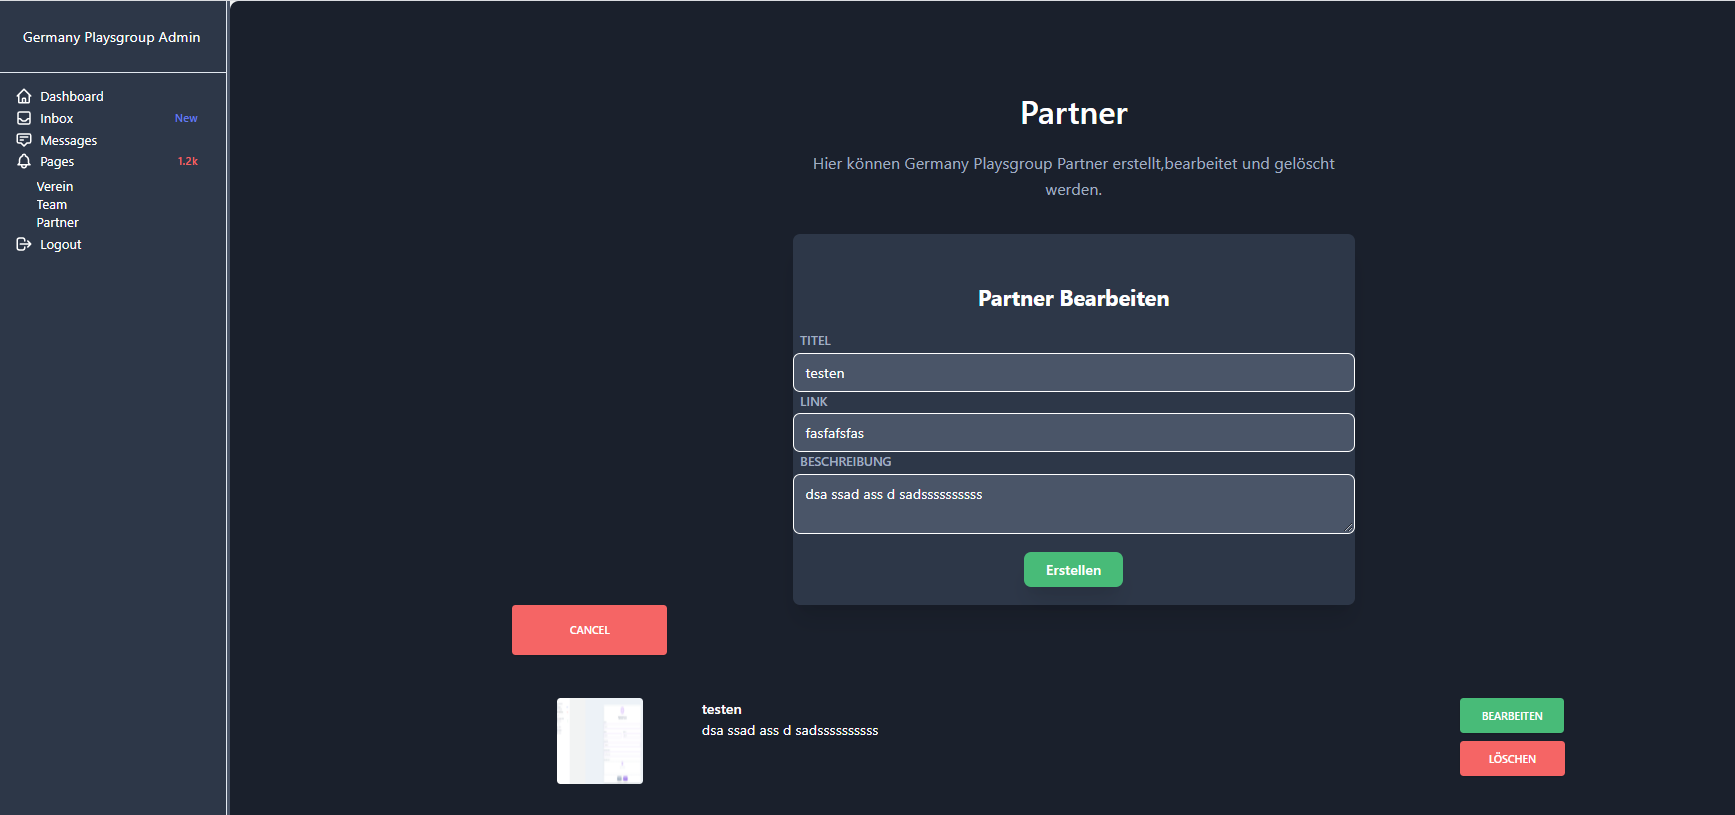 Germany Playsgroup Admin
Dashboard
Inbox New
Messages
Pages 1.2k
Verein
Team
Partner
Logout
Partner
Hier können Germany Playsgroup Partner erstellt,bearbeitet und gelöscht
werden.
Partner Bearbeiten
TITEL
testen
LINK
fasfafsfas
BESCHREIBUNG
dsa ssad ass d sadssssssssss
Erstellen
CANCEL
testen
dsa ssad ass d sadssssssssss
BEARBEITEN
LÖSCHEN